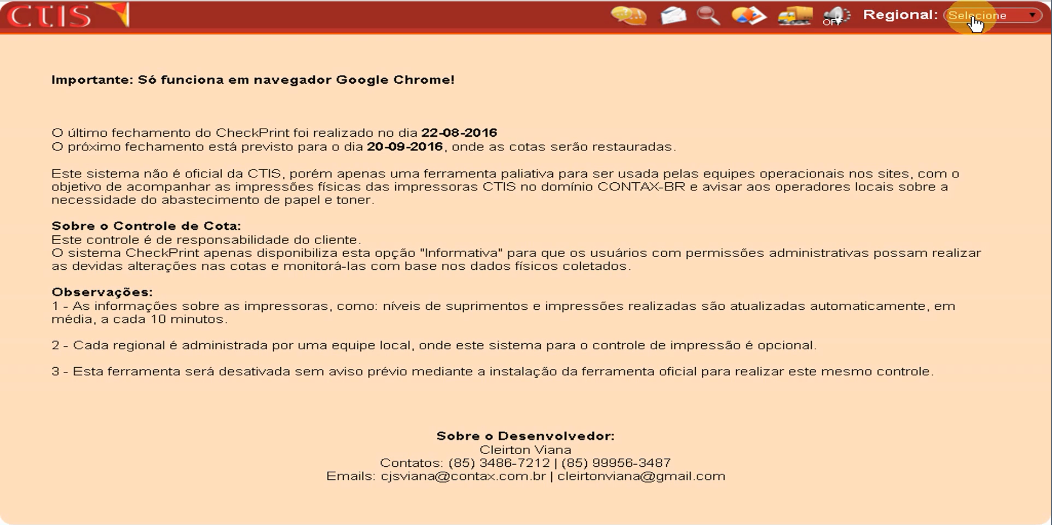 CTIS
OFF
Regional: Selecione
Importante: Só funciona em navegador Google Chrome!
O último fechamento do CheckPrint foi realizado no dia 22-08-2016
O próximo fechamento está previsto para o dia 20-09-2016, onde as cotas serão restauradas.
Este sistema não é oficial da CTIS, porém apenas uma ferramenta paliativa para ser usada pelas equipes operacionais nos sites, com o
objetivo de acompanhar as impressões físicas das impressoras CTIS no domínio CONTAX-BR e avisar aos operadores locais sobre a
necessidade do abastecimento de papel e toner.
Sobre o Controle de Cota:
Este controle é de responsabilidade do cliente.
O sistema CheckPrint apenas disponibiliza esta opção "Informativa" para que os usuários com permissões administrativas possam realizar
as devidas alterações nas cotas e monitorá-las com base nos dados físicos coletados.
Observações:
1 - As informações sobre as impressoras, como: níveis de suprimentos e impressões realizadas são atualizadas automaticamente, em
média, a cada 10 minutos.
2 - Cada regional é administrada por uma equipe local, onde este sistema para o controle de impressão é opcional.
3 - Esta ferramenta será desativada sem aviso prévio mediante a instalação da ferramenta oficial para realizar este mesmo controle.
Sobre o Desenvolvedor:
Cleirton Viana
Contatos: (85) 3486-7212 | (85) 99956-3487
Emails: cjsviana@contax.com.br | cleirtonviana@gmail.com